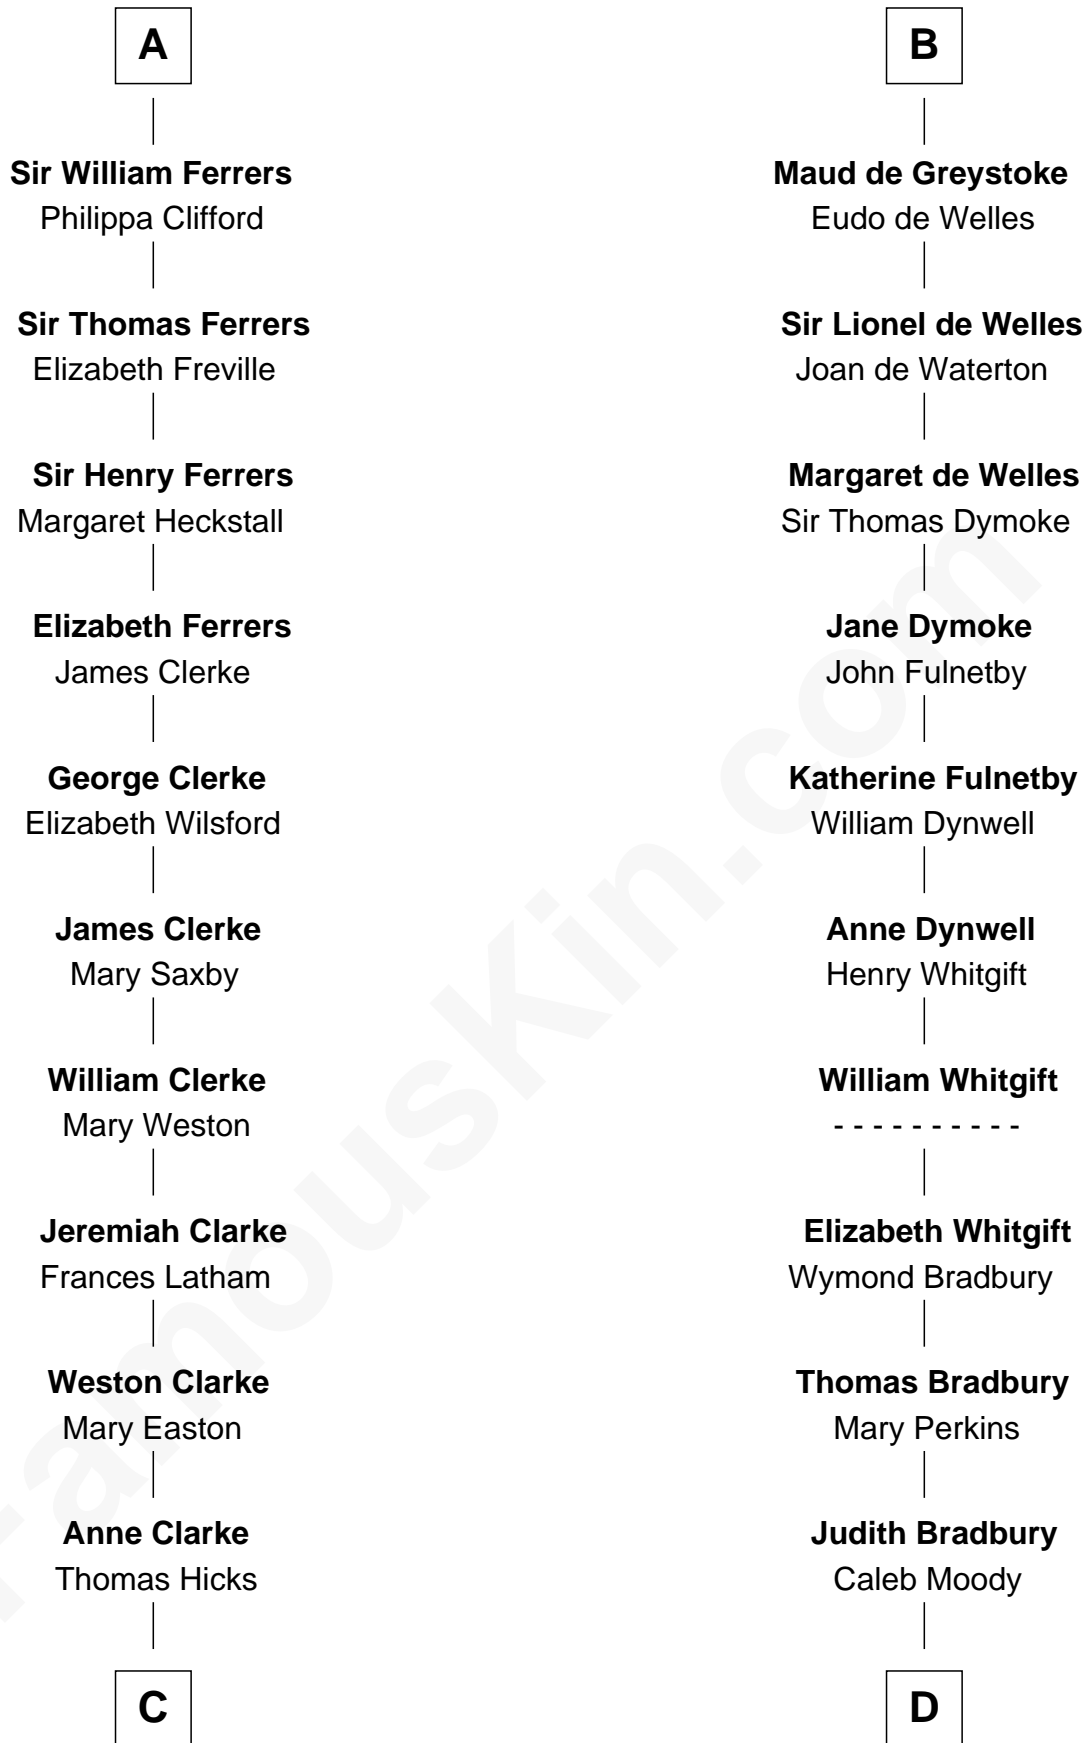 A
Sir William Ferrers
Philippa Clifford
Sir Thomas Ferrers
Elizabeth Freville
Sir Henry Ferrers
Margaret Heckstall
Elizabeth Ferrers
James Clerke
George Clerke
Elizabeth Wilsford
James Clerke
Mary Saxby
William Clerke
Mary Weston
Jeremiah Clarke
Frances Latham
Weston Clarke
Mary Easton
Anne Clarke
Thomas Hicks
C
B
Maud de Greystoke
Eudo de Welles
Sir Lionel de Welles
Joan de Waterton
Margaret de Welles
Sir Thomas Dymoke
Jane Dymoke
John Fulnetby
Katherine Fulnetby
William Dynwell
Anne Dynwell
Henry Whitgift
William Whitgift
- - - - - - - - - -
Elizabeth Whitgift
Wymond Bradbury
Thomas Bradbury
Mary Perkins
Judith Bradbury
Caleb Moody
D
FamousKin.com